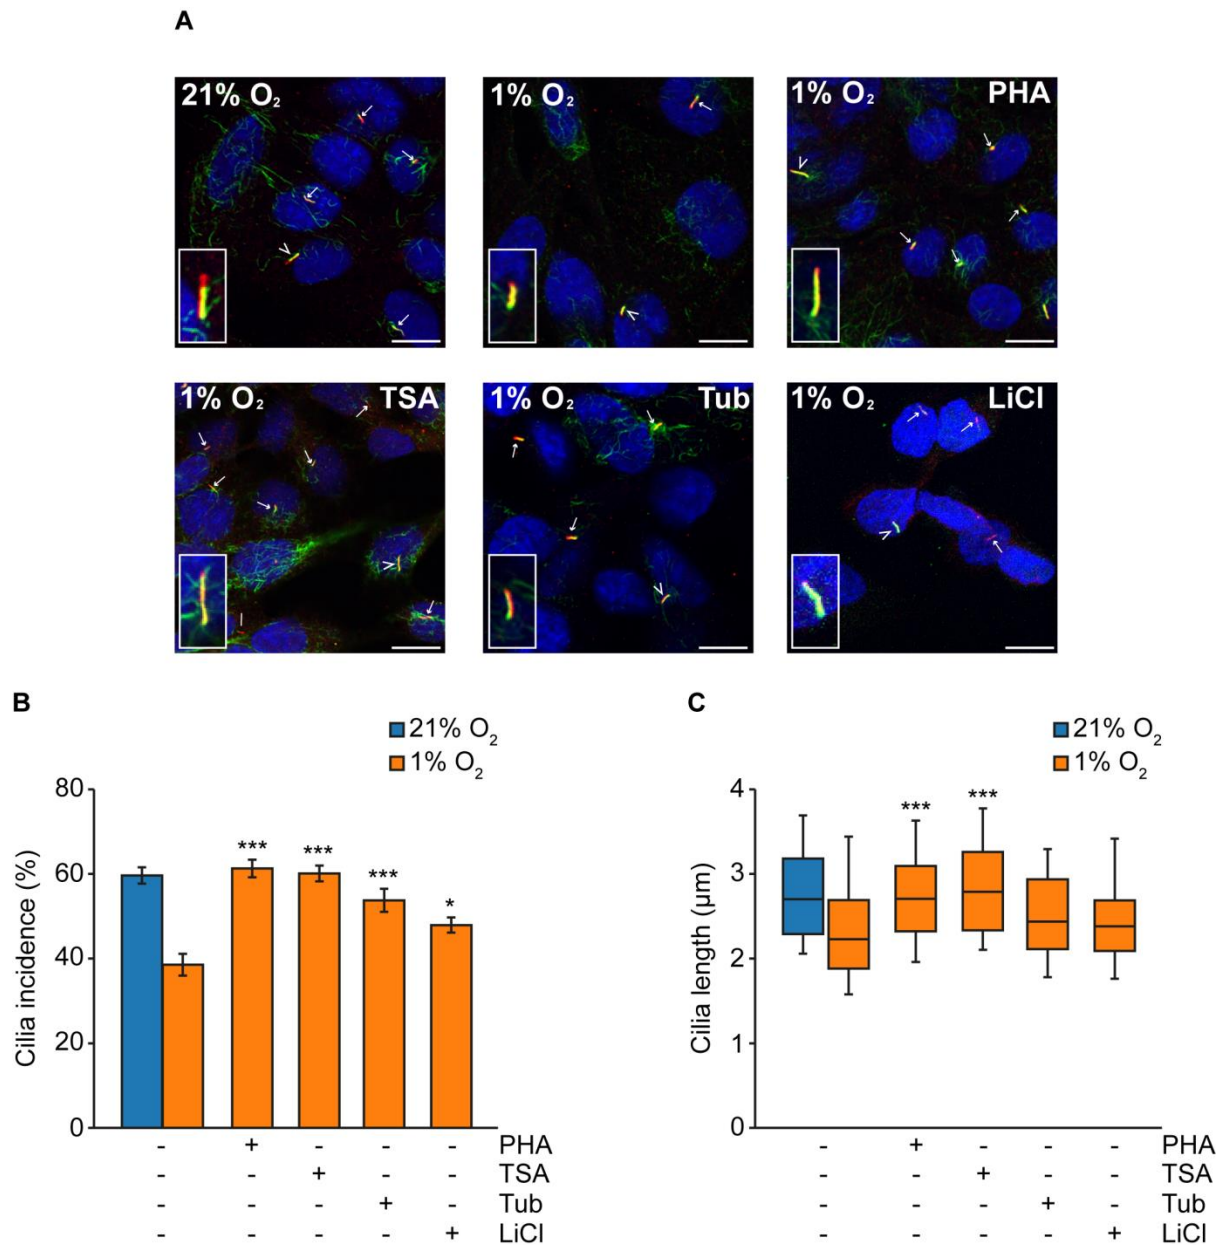 A
21% O₂
1% O₂
1% O₂ PHA
1% O₂ TSA
1% O₂ Tub
1% O₂ LiCl
B
21% O₂
1% O₂
80
60
40
20
0
Cilia incidence (%)
***
***
***
*
- + - - - PHA
- - + - - TSA
- - - + - Tub
- - - - + LiCl
C
21% O₂
1% O₂
4
3
2
1
0
Cilia length (µm)
***
***
- + - - - PHA
- - + - - TSA
- - - + - Tub
- - - - + LiCl